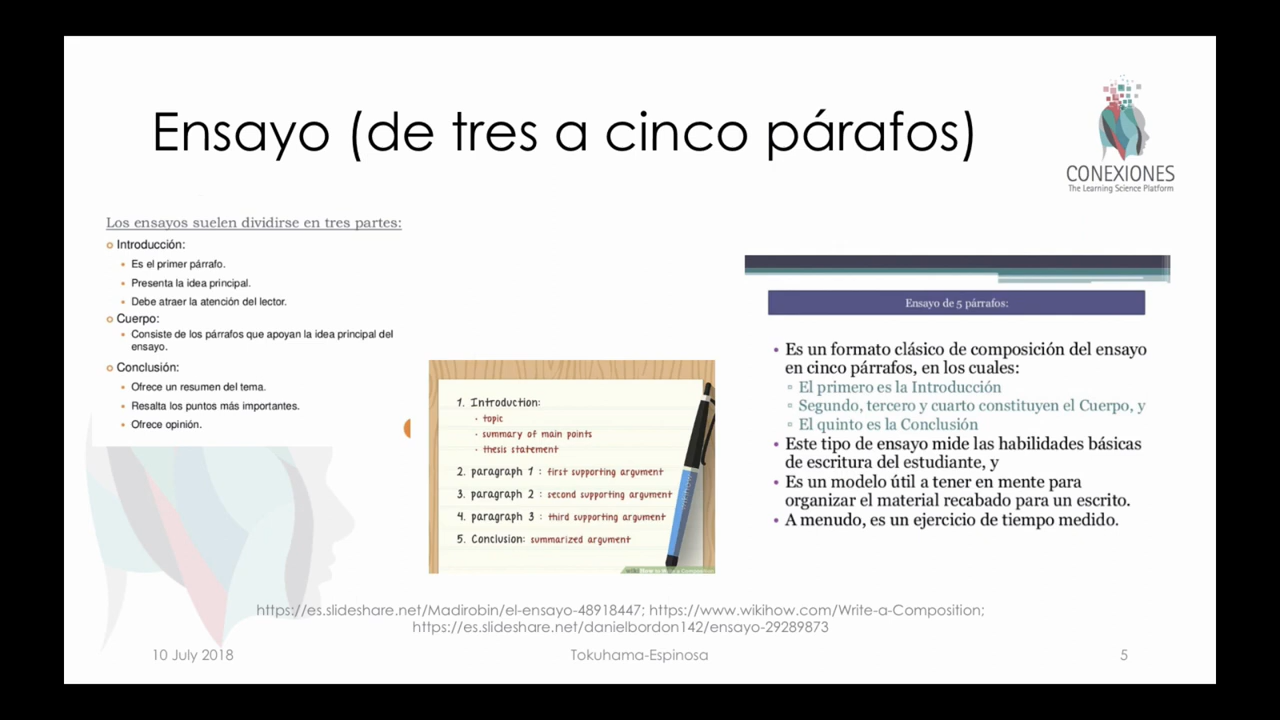 Ensayo (de tres a cinco párafos)
CONEXIONES
The Learning Science Platform
Los ensayos suelen dividirse en tres partes:
Introducción:
Es el primer párrafo.
Presenta la idea principal.
Debe atraer la atención del lector.
Cuerpo:
Consiste de los párrafos que apoyan la idea principal del
ensayo.
Conclusión:
Ofrece un resumen del tema.
Resalta los puntos más importantes.
Ofrece opinión.
1. Introduction:
- topic
- summary of main points
- thesis statement
2. paragraph 1 : first supporting argument
3. paragraph 2 : second supporting argument
4. paragraph 3 : third supporting argument
5. Conclusion: summarized argument
Ensayo de 5 párrafos:
Es un formato clásico de composición del ensayo
en cinco párrafos, en los cuales:
El primero es la Introducción
Segundo, tercero y cuarto constituyen el Cuerpo, y
El quinto es la Conclusión
Este tipo de ensayo mide las habilidades básicas
de escritura del estudiante, y
Es un modelo útil a tener en mente para
organizar el material recabado para un escrito.
A menudo, es un ejercicio de tiempo medido.
https://es.slideshare.net/Madirobin/el-ensayo-48918447; https://www.wikihow.com/Write-a-Composition;
https://es.slideshare.net/danielbordon142/ensayo-29289873
10 July 2018
Tokuhama-Espinosa
5